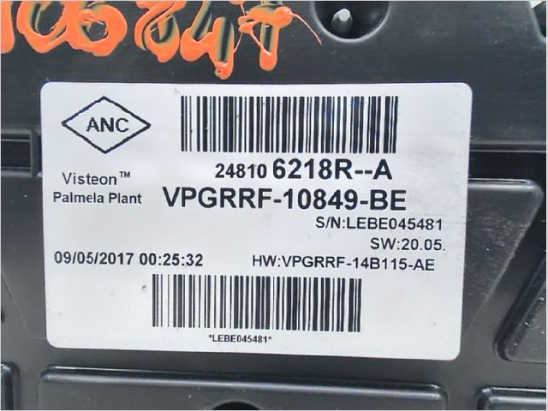 106847
ANC
24810 6218R--A
Visteon™
Palmela Plant
VPGRRF-10849-BE
S/N:LEBE045481
SW:20.05.
09/05/2017 00:25:32
HW:VPGRRF-14B115-AE
*LEBE045481*